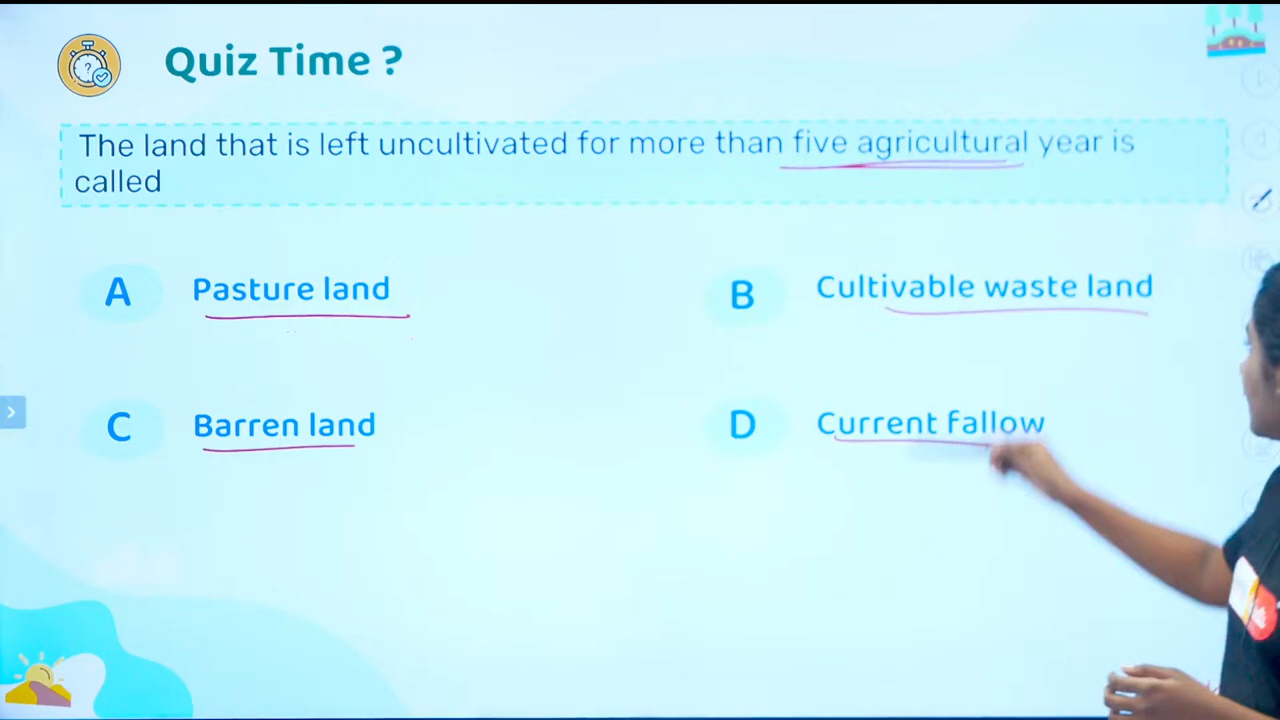 Quiz Time ?
The land that is left uncultivated for more than five agricultural year is
called
A Pasture land
B Cultivable waste land
C Barren land
D Current fallow